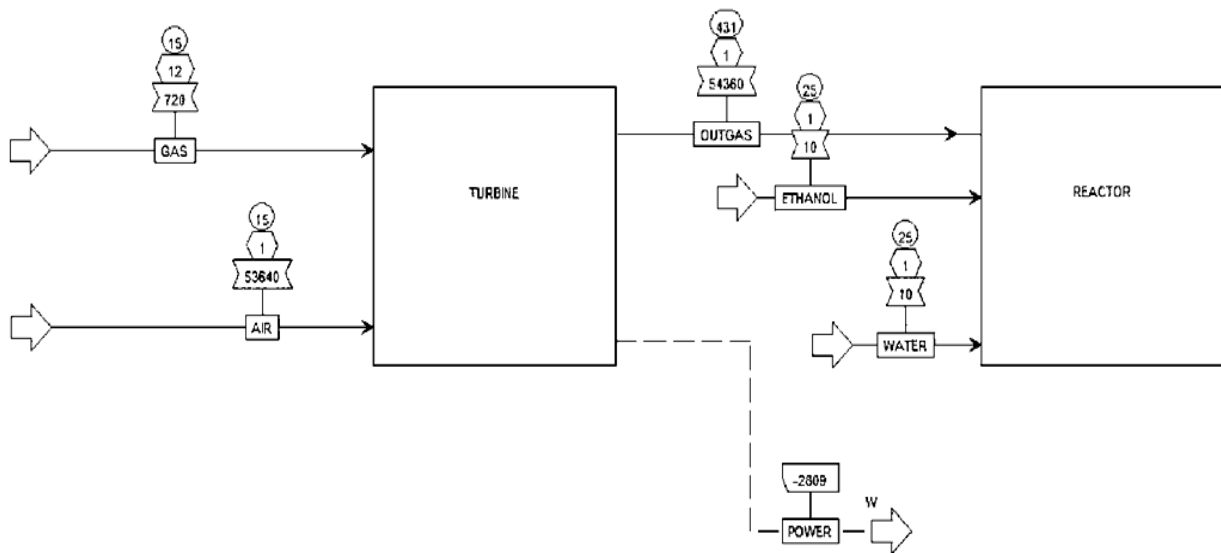 15
12
720
GAS
15
1
53640
AIR
TURBINE
431
1
54360
OUTGAS
25
1
10
ETHANOL
25
1
10
WATER
REACTOR
-2809
POWER
W